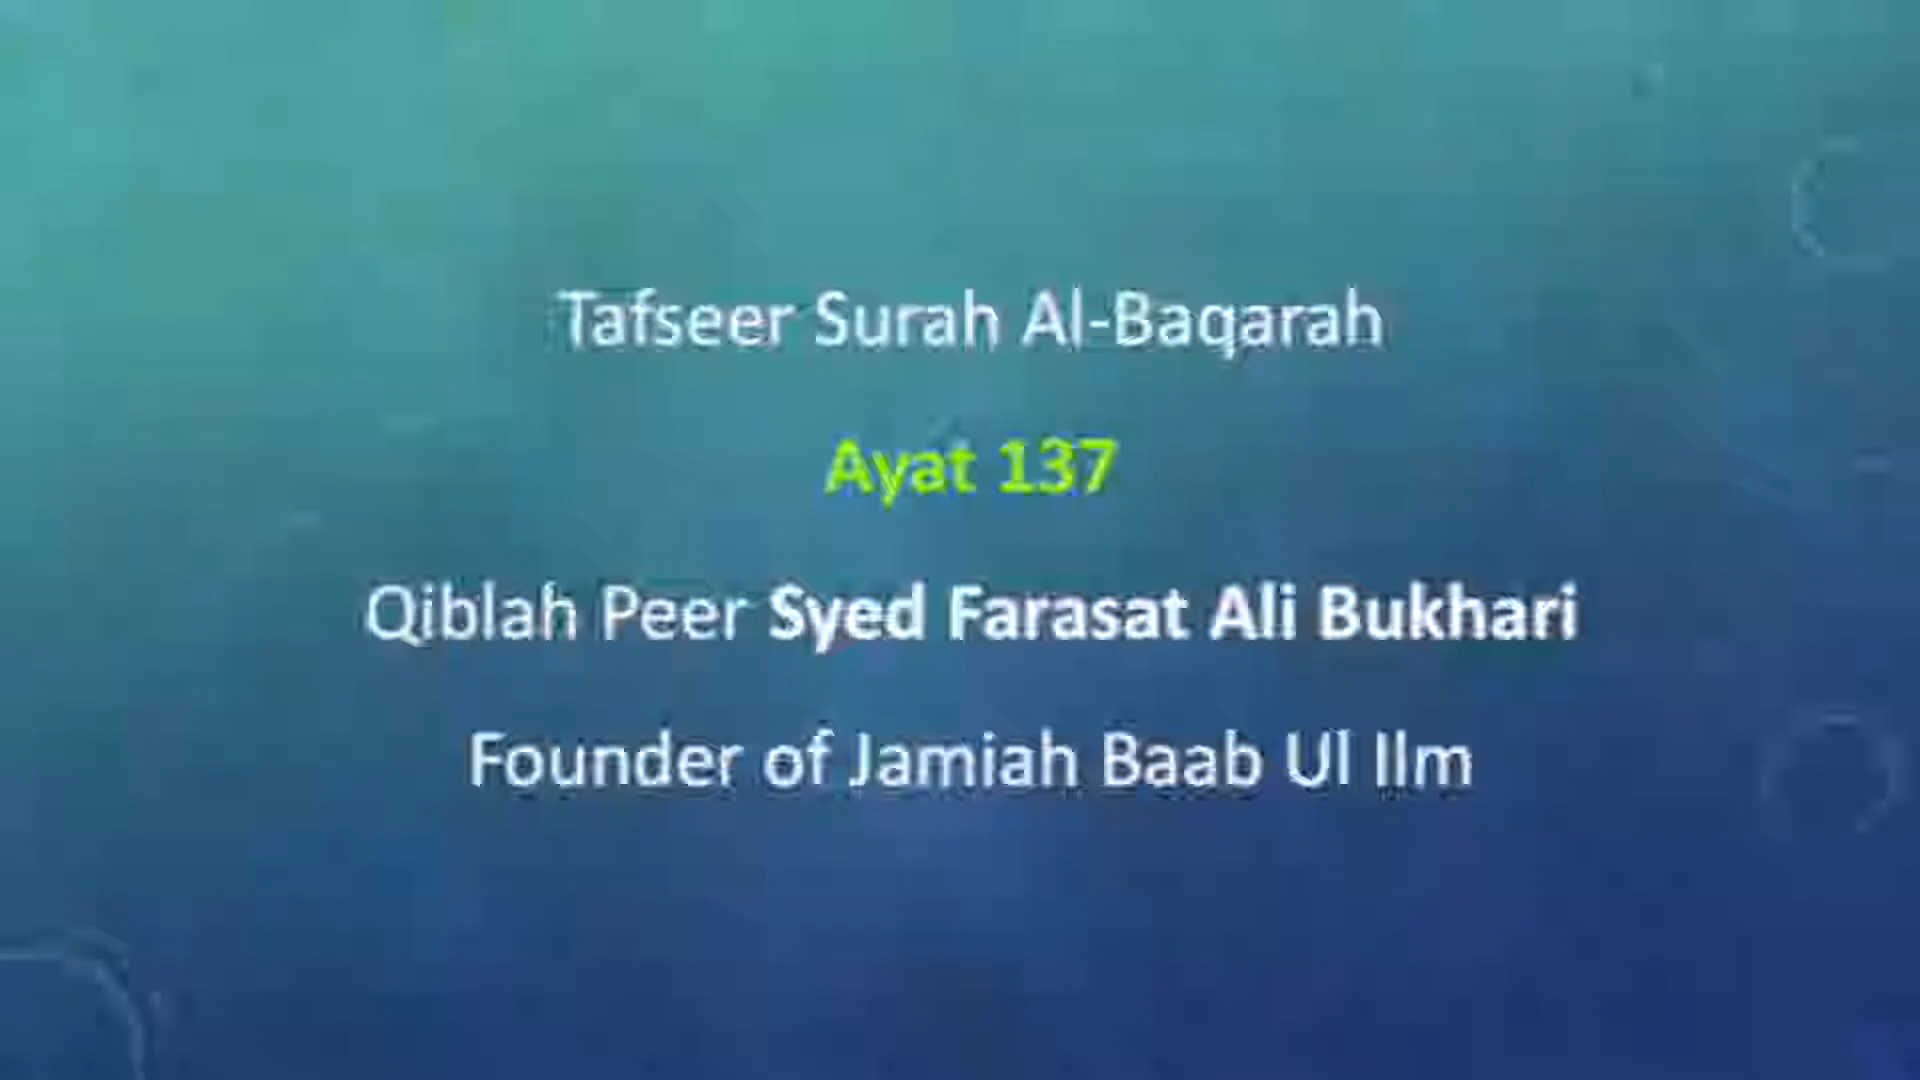 Tafseer Surah Al-Baqarah
Ayat 137
Qiblah Peer Syed Farasat Ali Bukhari
Founder of Jamiah Baab Ul Ilm